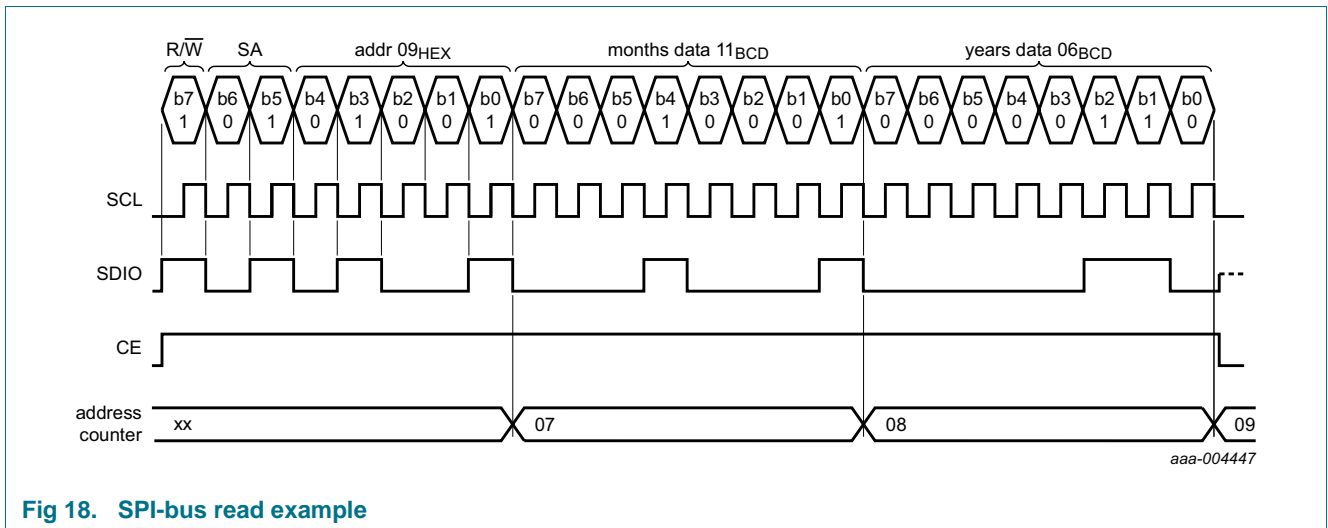 R/W SA addr 09HEX months data 11BCD years data 06BCD
b7 b6 b5 b4 b3 b2 b1 b0 b7 b6 b5 b4 b3 b2 b1 b0 b7 b6 b5 b4 b3 b2 b1 b0
1 0 1 0 1 0 0 1 0 0 0 1 0 0 0 1 0 0 0 0 0 1 1 0
SCL
SDIO
CE
address
counter
xx 07 08 09
aaa-004447
Fig 18. SPI-bus read example